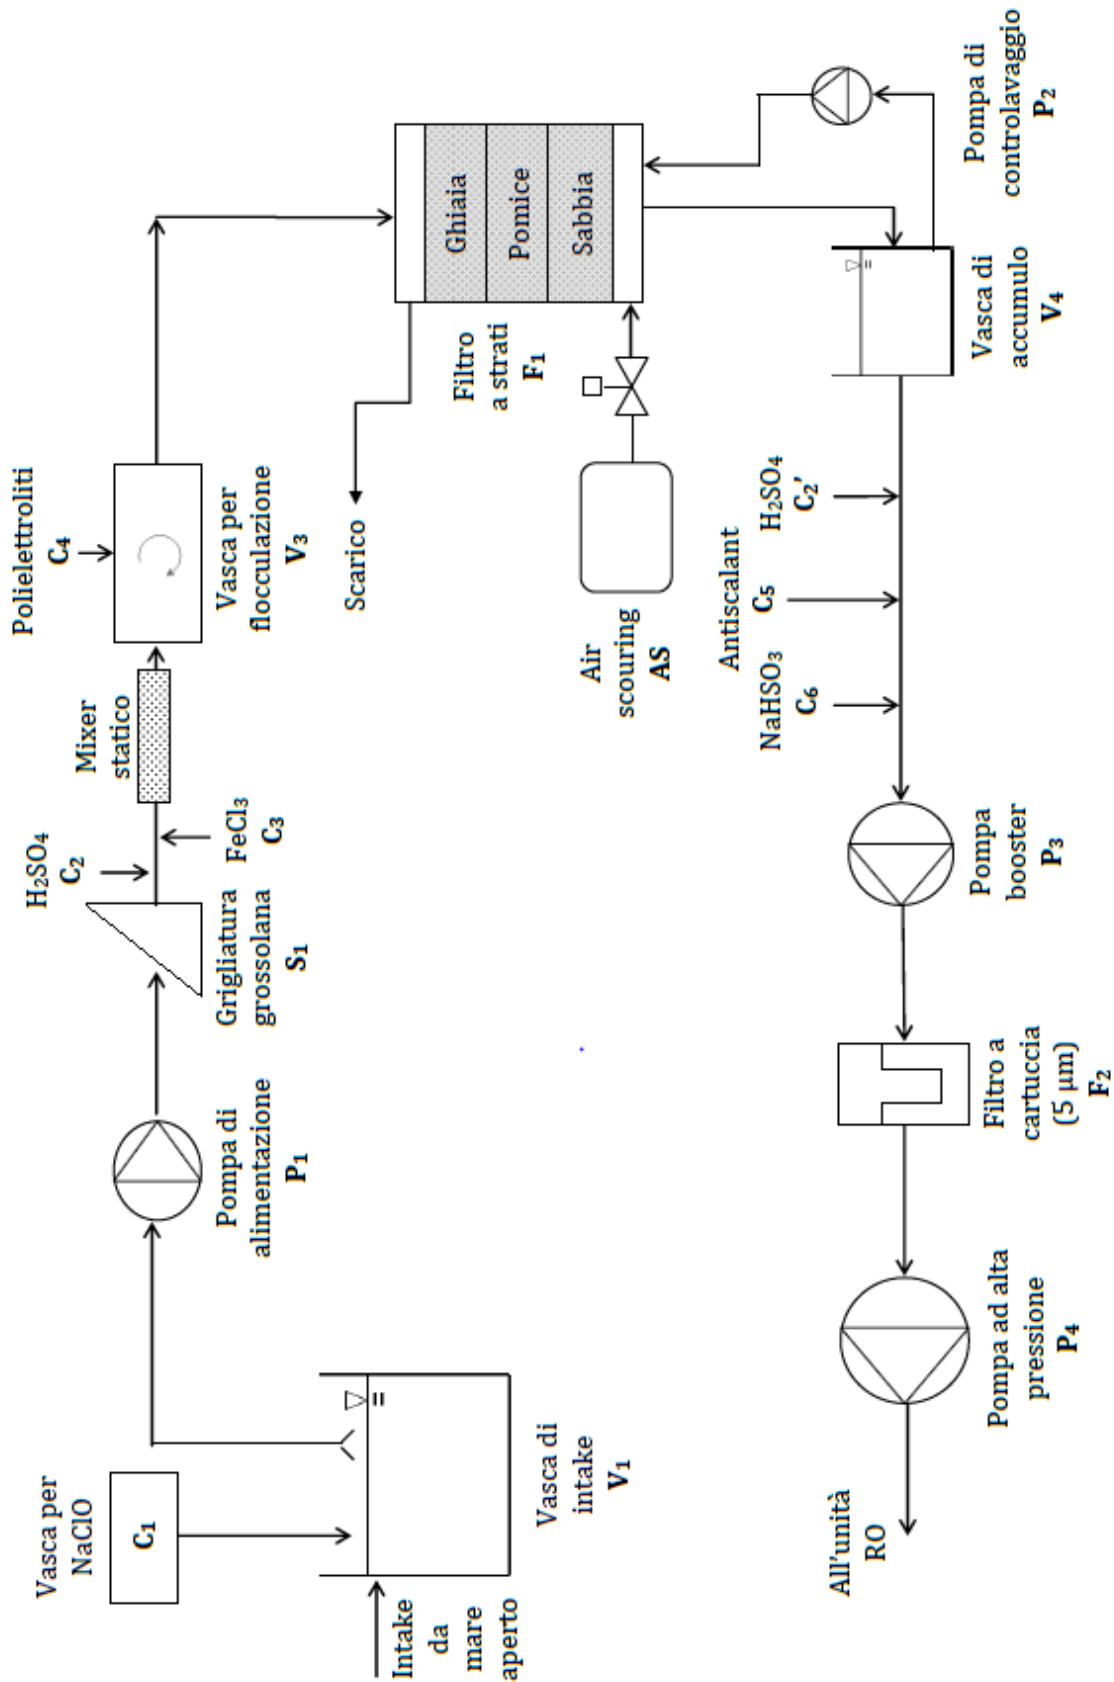 Vasca per
NaClO
C₁
Intake
da
mare
aperto
Vasca di
intake
V₁
Pompa di
alimentazione
P₁
Grigliatura
grossolana
S₁
H₂SO₄
C₂
FeCl₃
C₃
Mixer
statico
Polielettroliti
C₄
Vasca per
flocculazione
V₃
Scarico
Filtro
a strati
F₁
Ghiaia
Pomice
Sabbia
Air
scouring
AS
Pompa di
controlavaggio
P₂
Vasca di
accumulo
V₄
H₂SO₄
C₂’
Antiscalant
C₅
NaHSO₃
C₆
Pompa
booster
P₃
Filtro a
cartuccia
(5 µm)
F₂
Pompa ad alta
pressione
P₄
All’unità
RO